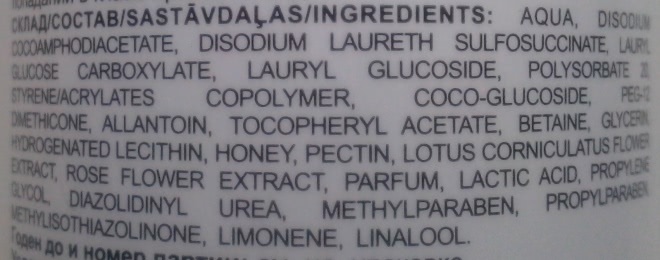 СКЛАД/СОСТАВ/SASTĀVDAĻAS/INGREDIENTS: AQUA, DISODIUM
COCOAMPHODIACETATE, DISODIUM LAURETH SULFOSUCCINATE, LAURYL
GLUCOSE CARBOXYLATE, LAURYL GLUCOSIDE, POLYSORBATE 20,
STYRENE/ACRYLATES COPOLYMER, COCO-GLUCOSIDE, PEG-12
DIMETHICONE, ALLANTOIN, TOCOPHERYL ACETATE, BETAINE, GLYCERIN,
HYDROGENATED LECITHIN, HONEY, PECTIN, LOTUS CORNICULATUS FLOWER
EXTRACT, ROSE FLOWER EXTRACT, PARFUM, LACTIC ACID, PROPYLENE
GLYCOL, DIAZOLIDINYL UREA, METHYLPARABEN, PROPYLPARABEN,
METHYLISOTHIAZOLINONE, LIMONENE, LINALOOL.
Годен до и номер